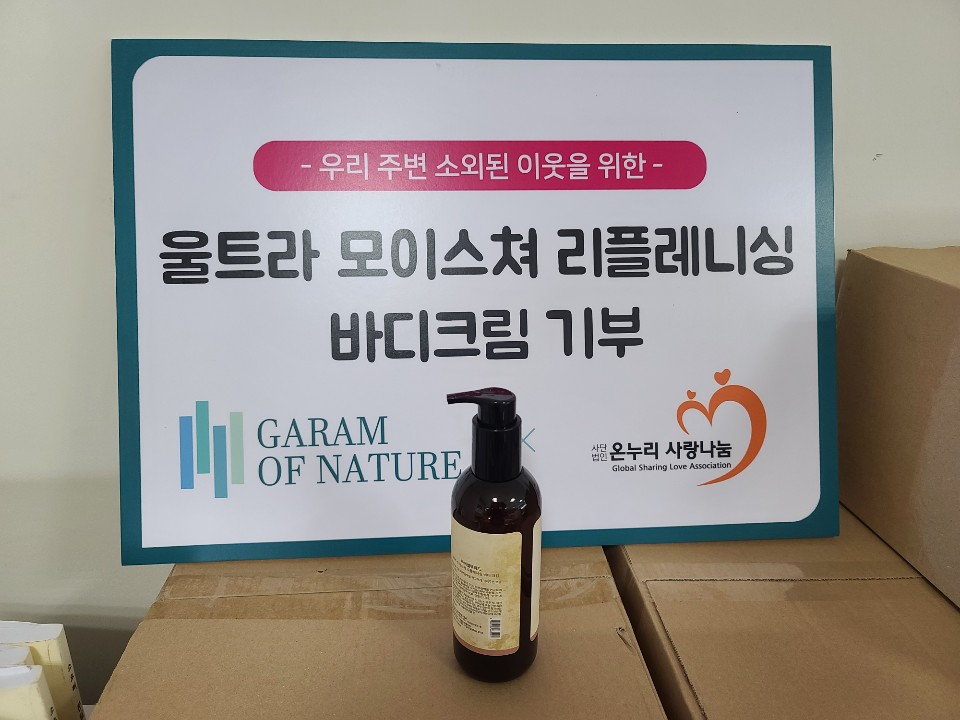 - 우리 주변 소외된 이웃을 위한 -
울트라 모이스쳐 리플레니싱
바디크림 기부
GARAM
OF NATURE
사단
법인
온누리 사랑나눔
Global Sharing Love Association